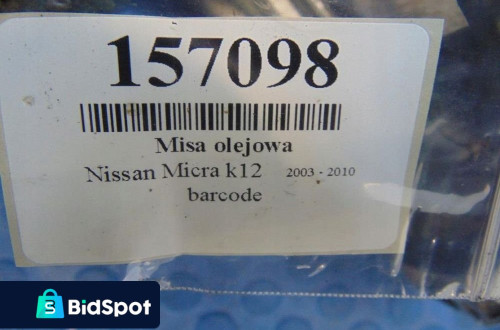 157098
Misa olejowa
Nissan Micra k12 2003 - 2010
barcode
S BidSpot